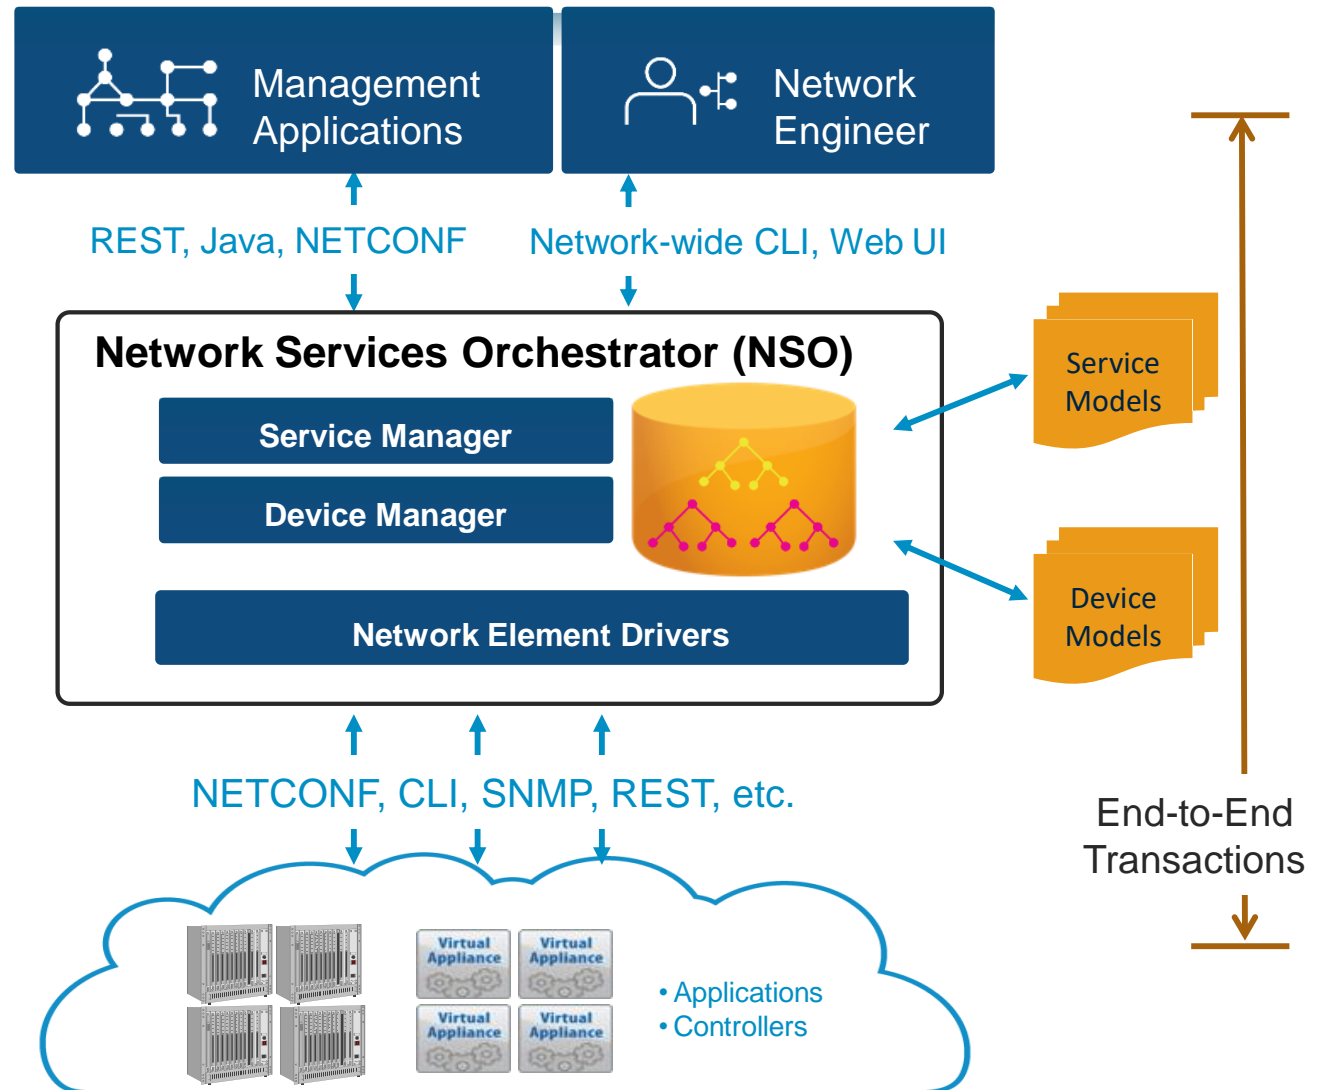 Management
Applications
Network
Engineer
REST, Java, NETCONF
Network-wide CLI, Web UI
Network Services Orchestrator (NSO)
Service Manager
Device Manager
Network Element Drivers
Service
Models
Device
Models
NETCONF, CLI, SNMP, REST, etc.
End-to-End
Transactions
Virtual
Appliance
Virtual
Appliance
Virtual
Appliance
Virtual
Appliance
• Applications
• Controllers